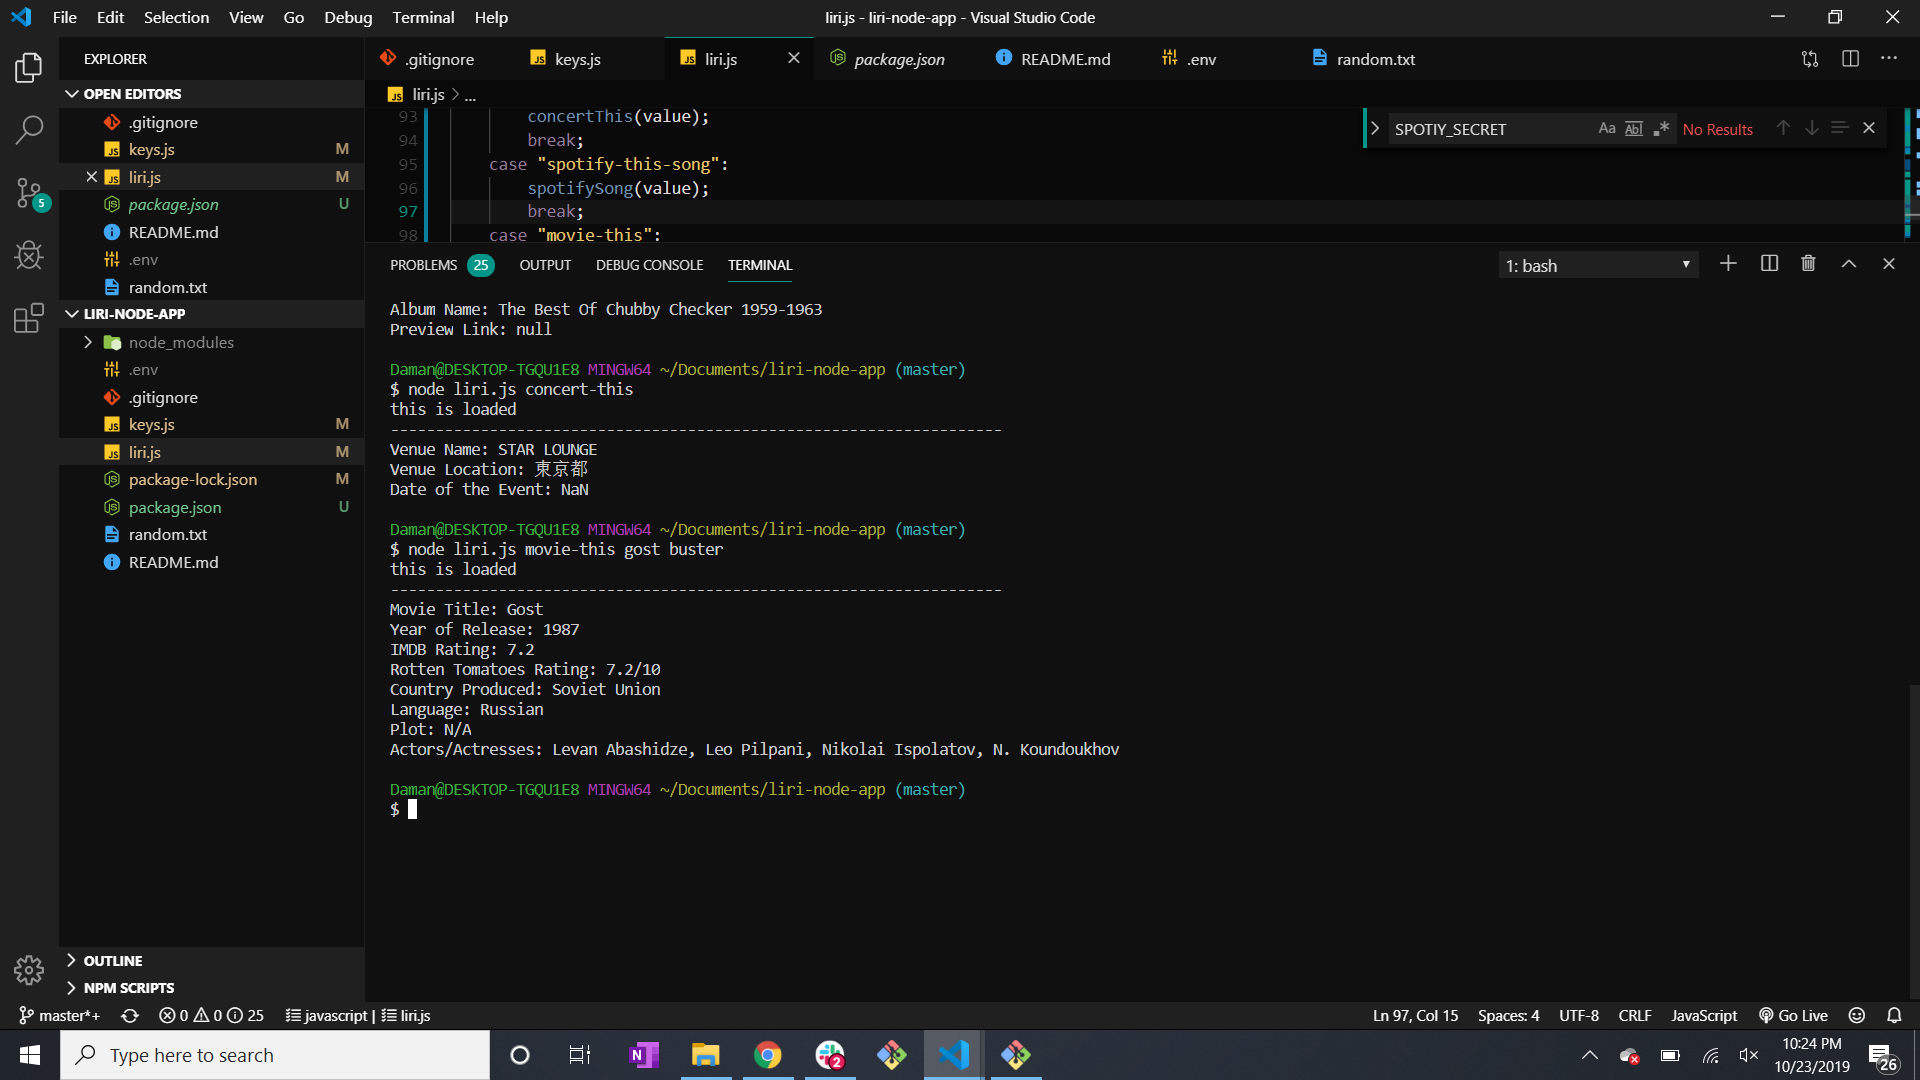 File Edit Selection View Go Debug Terminal Help
liri.js - liri-node-app - Visual Studio Code
EXPLORER
OPEN EDITORS
.gitignore
keys.js M
liri.js M
package.json U
README.md
.env
random.txt
LIRI-NODE-APP
node_modules
.env
.gitignore
keys.js M
liri.js M
package-lock.json M
package.json U
random.txt
README.md
OUTLINE
NPM SCRIPTS
5
.gitignore keys.js liri.js package.json README.md .env random.txt
liri.js > ...
93 concertThis(value);
94 break;
95 case "spotify-this-song":
96 spotifySong(value);
97 break;
98 case "movie-this":
SPOTIY_SECRET Aa Abl .* No Results
PROBLEMS 25 OUTPUT DEBUG CONSOLE TERMINAL
1: bash
Album Name: The Best Of Chubby Checker 1959-1963
Preview Link: null
Daman@DESKTOP-TGQU1E8 MINGW64 ~/Documents/liri-node-app (master)
$ node liri.js concert-this
this is loaded
--------------------------------------------------------------------
Venue Name: STAR LOUNGE
Venue Location: 東京都
Date of the Event: NaN
Daman@DESKTOP-TGQU1E8 MINGW64 ~/Documents/liri-node-app (master)
$ node liri.js movie-this gost buster
this is loaded
--------------------------------------------------------------------
Movie Title: Gost
Year of Release: 1987
IMDB Rating: 7.2
Rotten Tomatoes Rating: 7.2/10
Country Produced: Soviet Union
Language: Russian
Plot: N/A
Actors/Actresses: Levan Abashidze, Leo Pilpani, Nikolai Ispolatov, N. Koundoukhov
Daman@DESKTOP-TGQU1E8 MINGW64 ~/Documents/liri-node-app (master)
$
master*+ 0 0 25 javascript | liri.js
Ln 97, Col 15 Spaces: 4 UTF-8 CRLF JavaScript Go Live
Type here to search
N
2
10:24 PM
10/23/2019
26